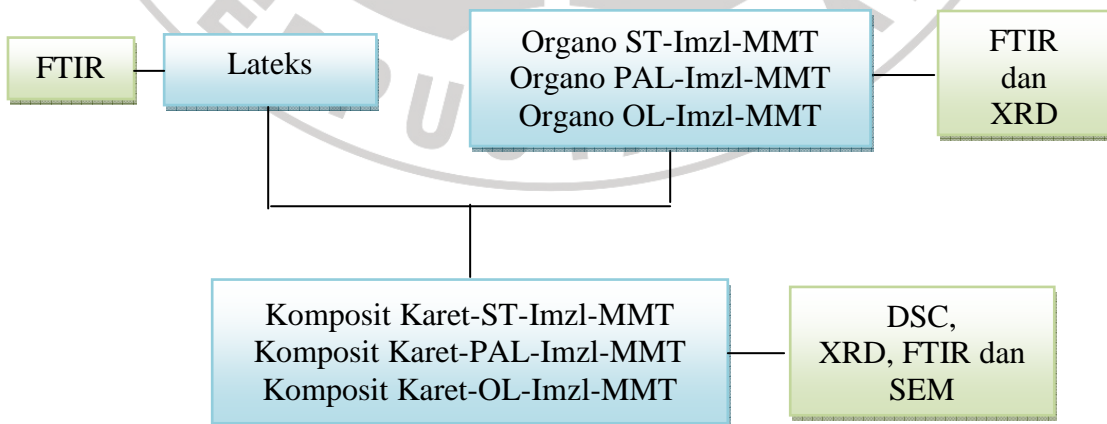 FTIR
Lateks
Organo ST-Imzl-MMT
Organo PAL-Imzl-MMT
Organo OL-Imzl-MMT
FTIR
dan
XRD
Komposit Karet-ST-Imzl-MMT
Komposit Karet-PAL-Imzl-MMT
Komposit Karet-OL-Imzl-MMT
DSC,
XRD, FTIR dan
SEM